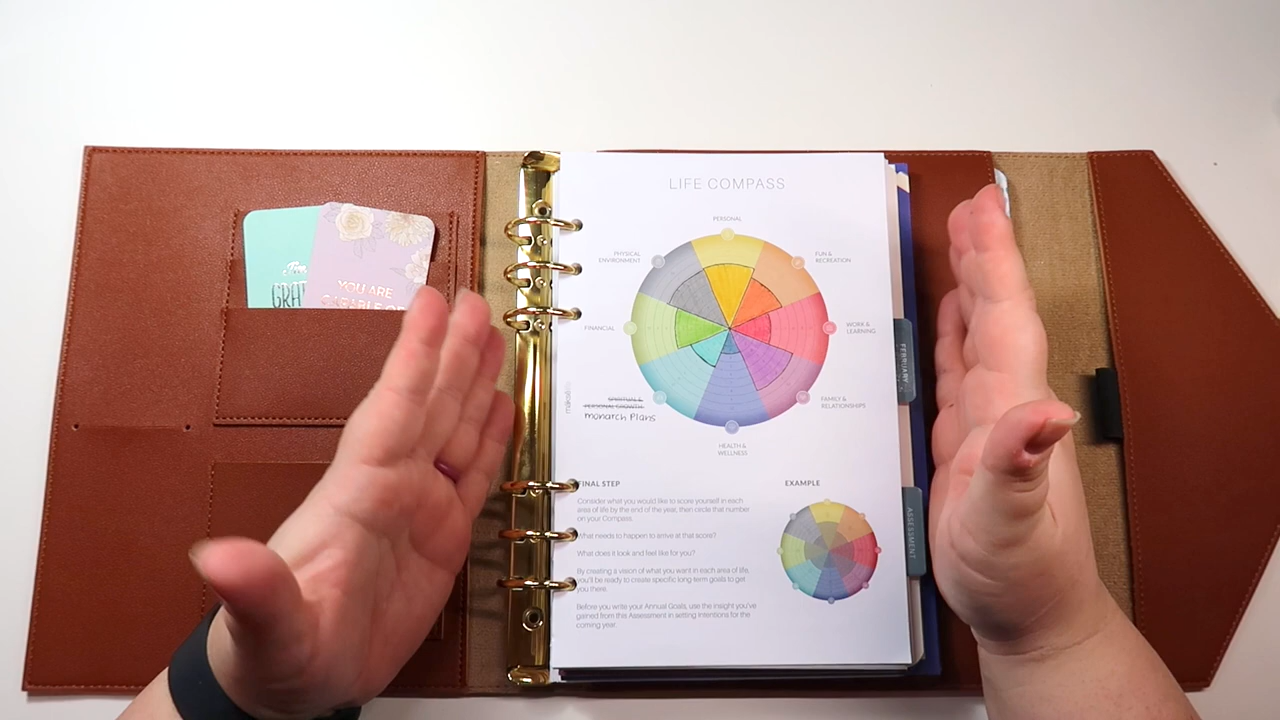 LIFE COMPASS
PERSONAL
PHYSICAL
ENVIRONMENT
FUN &
RECREATION
FINANCIAL
WORK &
LEARNING
SPIRITUAL &
PERSONAL GROWTH
monarch Plans
FAMILY &
RELATIONSHIPS
HEALTH &
WELLNESS
FINAL STEP
Consider what you would like to score yourself in each
area of life by the end of the year, then circle that number
on your Compass.
What needs to happen to arrive at that score?
What does it look and feel like for you?
By creating a vision of what you want in each area of life,
you'll be ready to create specific long term goals to get
you there.
Before you write your Annual Goals, use the insight you've
gained from this Assessment in setting intentions for the
coming year.
EXAMPLE
FEBRUARY
ASSESSMENT
YOU ARE